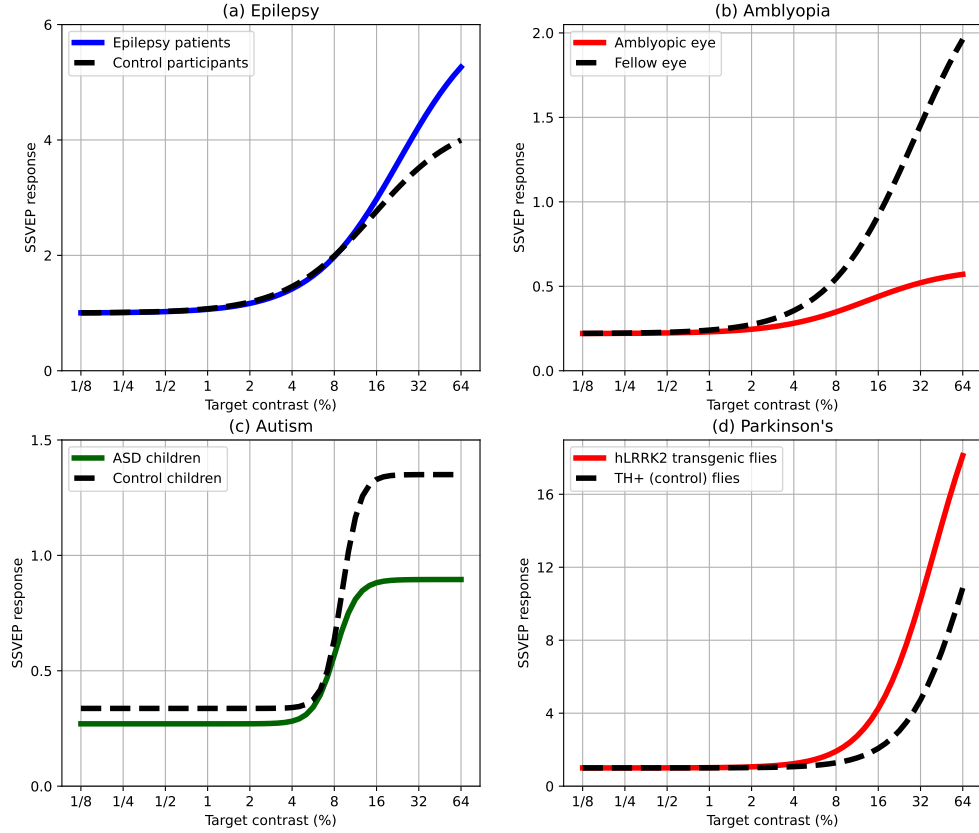 (a) Epilepsy
6
4
2
0
SSVEP response
Epilepsy patients
Control participants
1/8 1/4 1/2 1 2 4 8 16 32 64
Target contrast (%)
(b) Amblyopia
2.0
1.5
1.0
0.5
0.0
SSVEP response
Amblyopic eye
Fellow eye
1/8 1/4 1/2 1 2 4 8 16 32 64
Target contrast (%)
(c) Autism
1.5
1.0
0.5
0.0
SSVEP response
ASD children
Control children
1/8 1/4 1/2 1 2 4 8 16 32 64
Target contrast (%)
(d) Parkinson's
16
12
8
4
0
SSVEP response
hLRRK2 transgenic flies
TH+ (control) flies
1/8 1/4 1/2 1 2 4 8 16 32 64
Target contrast (%)